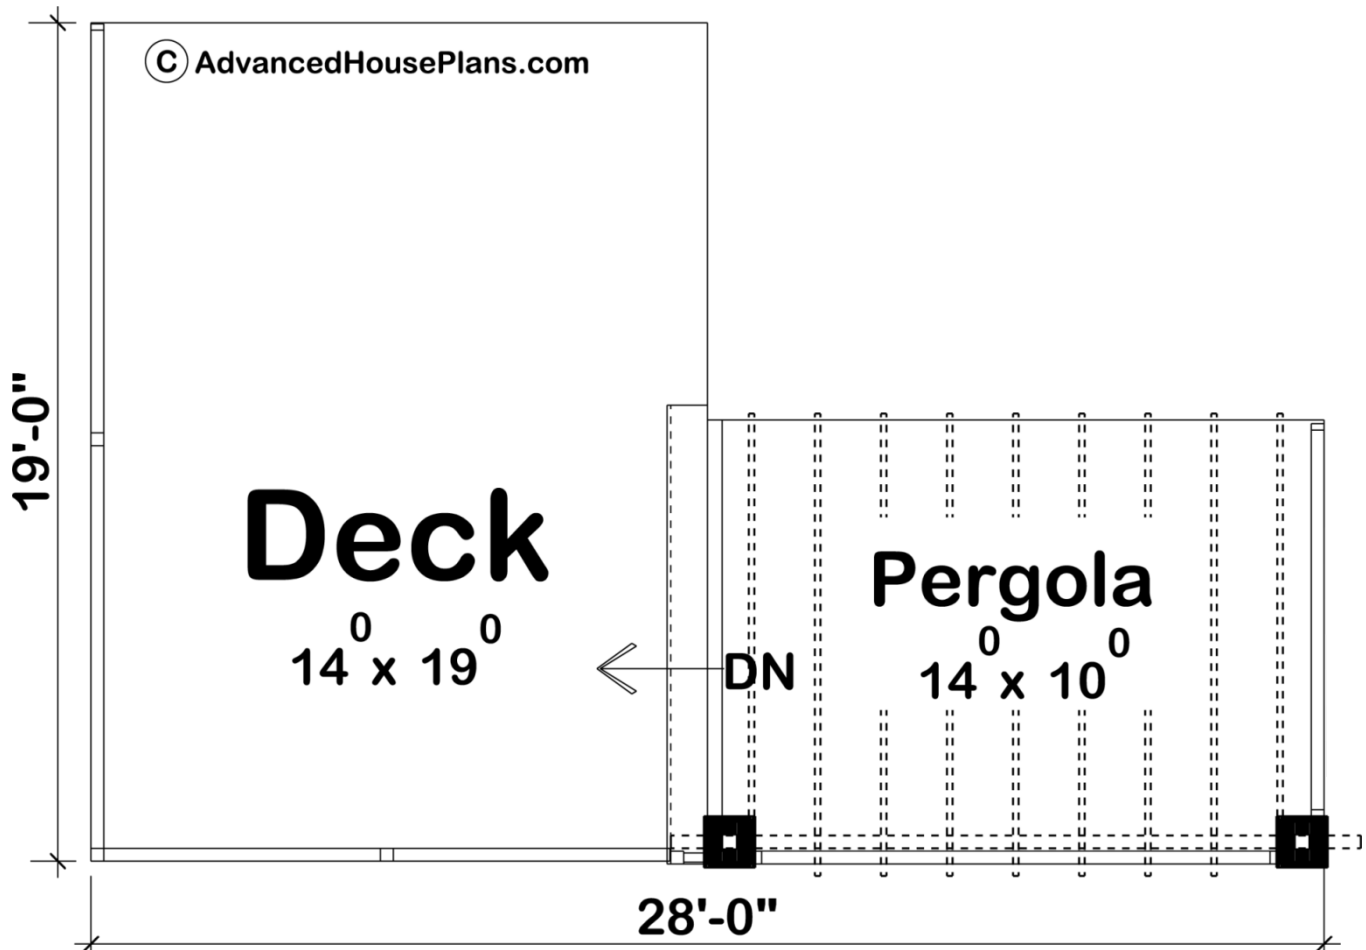 © AdvancedHousePlans.com
19'-0"
Deck
14⁰ x 19⁰
DN
Pergola
14⁰ x 10⁰
28'-0"